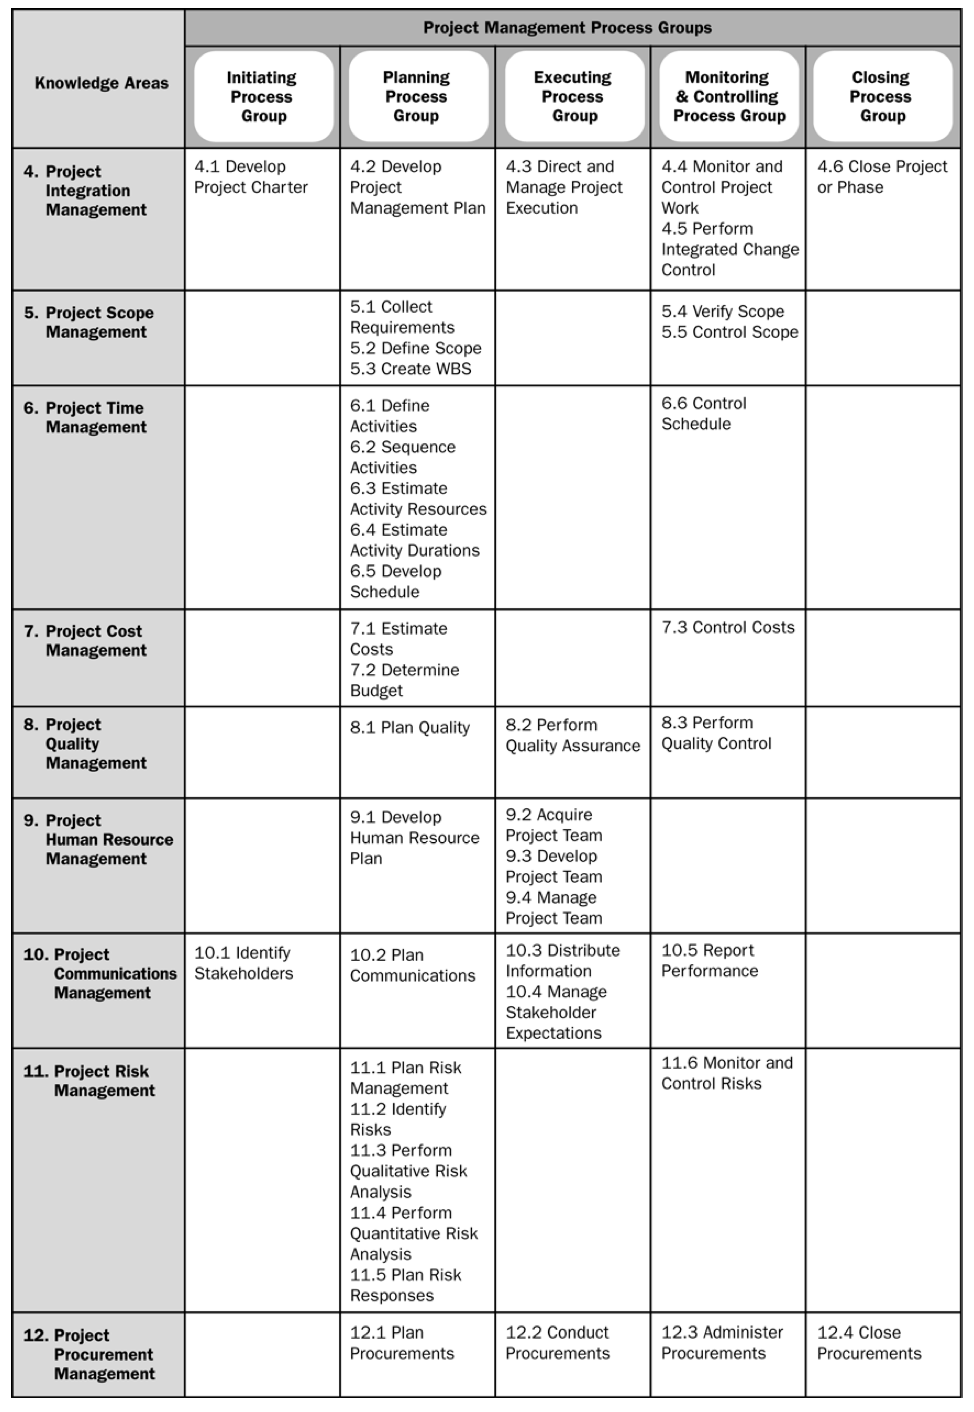 Project Management Process Groups
Knowledge Areas
Initiating
Process
Group
Planning
Process
Group
Executing
Process
Group
Monitoring
& Controlling
Process Group
Closing
Process
Group
4. Project
Integration
Management
4.1 Develop
Project Charter
4.2 Develop
Project
Management Plan
4.3 Direct and
Manage Project
Execution
4.4 Monitor and
Control Project
Work
4.5 Perform
Integrated Change
Control
4.6 Close Project
or Phase
5. Project Scope
Management
5.1 Collect
Requirements
5.2 Define Scope
5.3 Create WBS
5.4 Verify Scope
5.5 Control Scope
6. Project Time
Management
6.1 Define
Activities
6.2 Sequence
Activities
6.3 Estimate
Activity Resources
6.4 Estimate
Activity Durations
6.5 Develop
Schedule
6.6 Control
Schedule
7. Project Cost
Management
7.1 Estimate
Costs
7.2 Determine
Budget
7.3 Control Costs
8. Project
Quality
Management
8.1 Plan Quality
8.2 Perform
Quality Assurance
8.3 Perform
Quality Control
9. Project
Human Resource
Management
9.1 Develop
Human Resource
Plan
9.2 Acquire
Project Team
9.3 Develop
Project Team
9.4 Manage
Project Team
10. Project
Communications
Management
10.1 Identify
Stakeholders
10.2 Plan
Communications
10.3 Distribute
Information
10.4 Manage
Stakeholder
Expectations
10.5 Report
Performance
11. Project Risk
Management
11.1 Plan Risk
Management
11.2 Identify
Risks
11.3 Perform
Qualitative Risk
Analysis
11.4 Perform
Quantitative Risk
Analysis
11.5 Plan Risk
Responses
11.6 Monitor and
Control Risks
12. Project
Procurement
Management
12.1 Plan
Procurements
12.2 Conduct
Procurements
12.3 Administer
Procurements
12.4 Close
Procurements